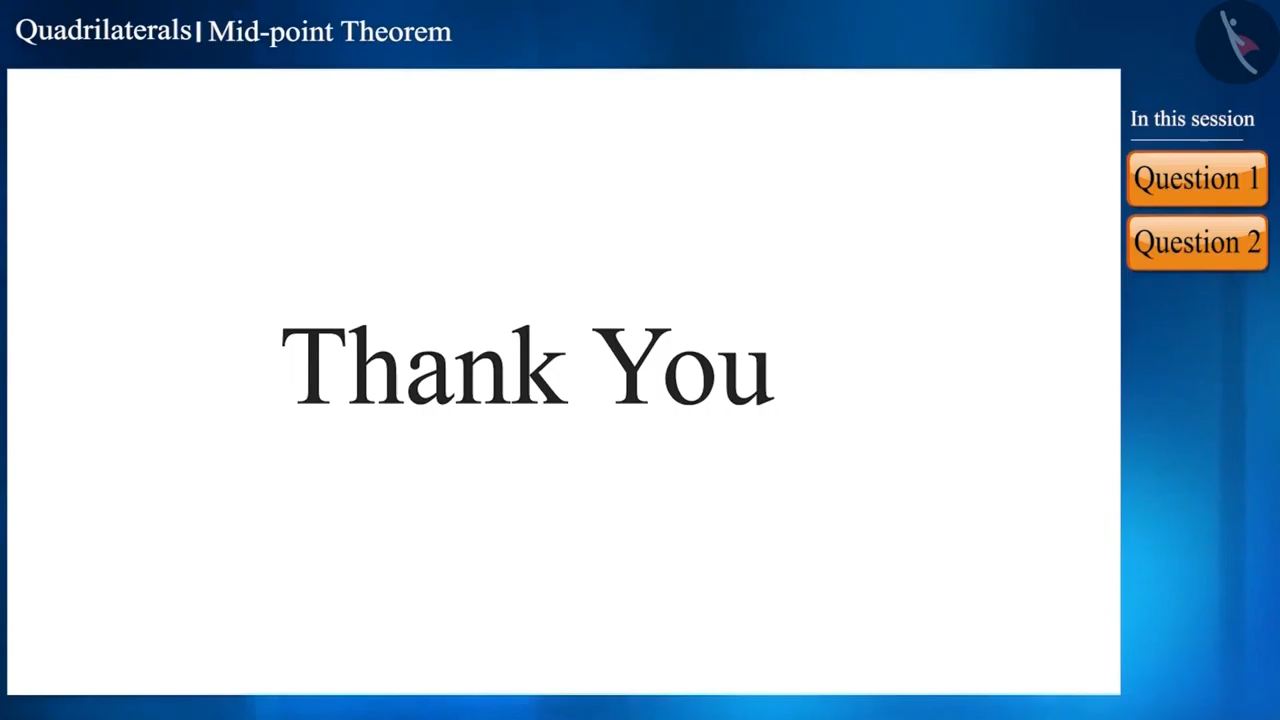 Quadrilaterals | Mid-point Theorem
In this session
Question 1
Question 2
Thank You